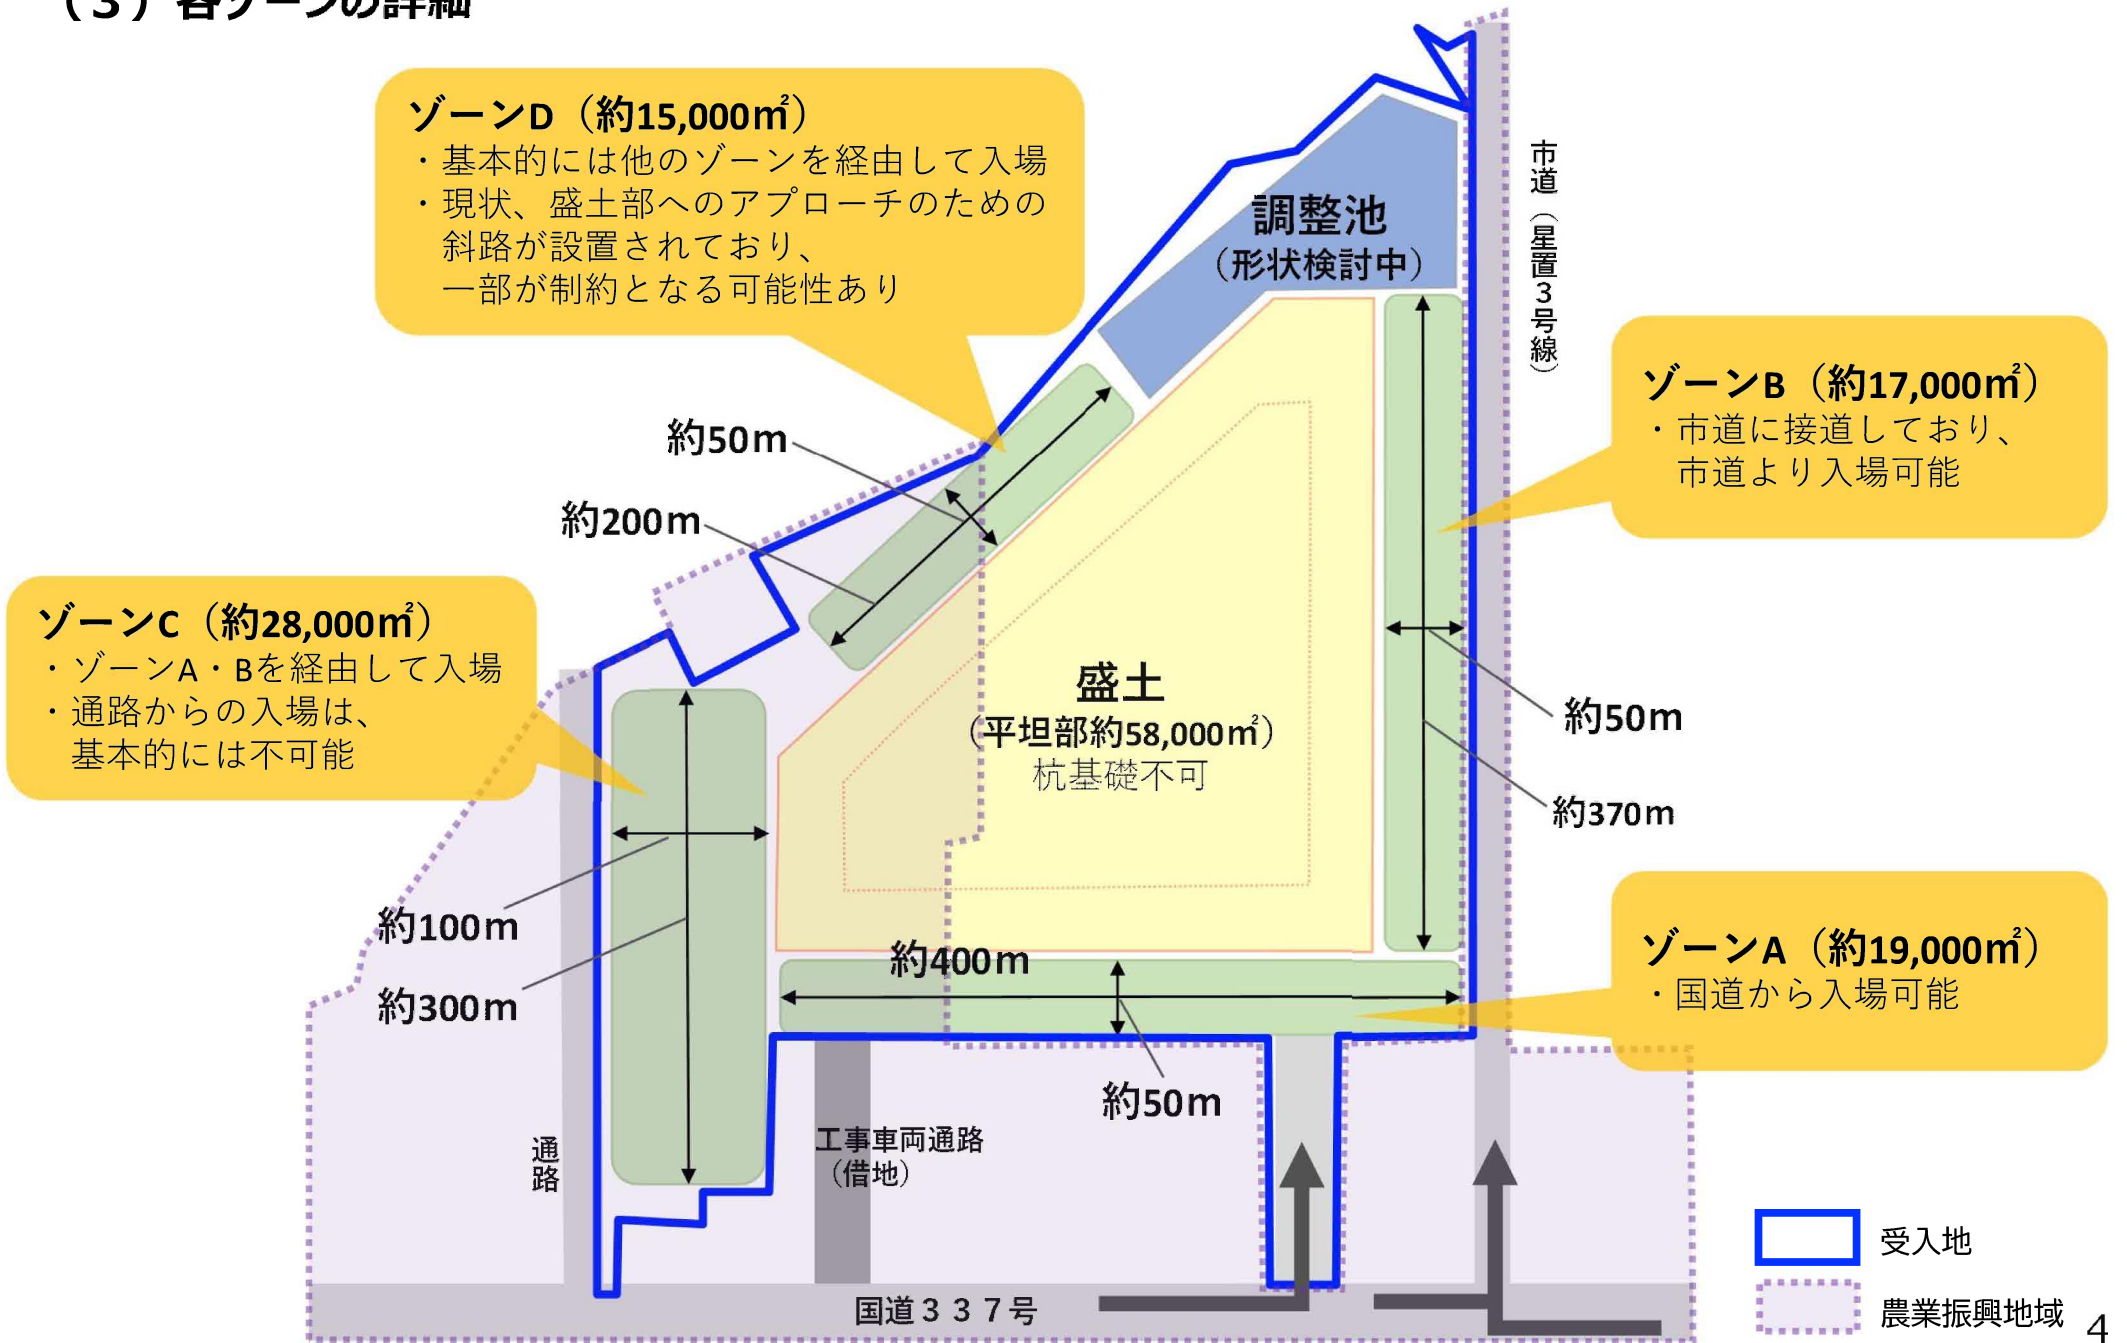 （３）各ゾーンの詳細
ゾーンD（約15,000㎡）
・基本的には他のゾーンを経由して入場
・現状、盛土部へのアプローチのための
斜路が設置されており、
一部が制約となる可能性あり
調整池
（形状検討中）
市道（星置３号線）
ゾーンB（約17,000㎡）
・市道に接道しており、
市道より入場可能
約50m
約200m
ゾーンC（約28,000㎡）
・ゾーンA・Bを経由して入場
・通路からの入場は、
基本的には不可能
盛土
（平坦部約58,000㎡）
杭基礎不可
約50m
約370m
約100m
約300m
約400m
ゾーンA（約19,000㎡）
・国道から入場可能
約50m
通路
工事車両通路
（借地）
国道３３７号
受入地
農業振興地域
4